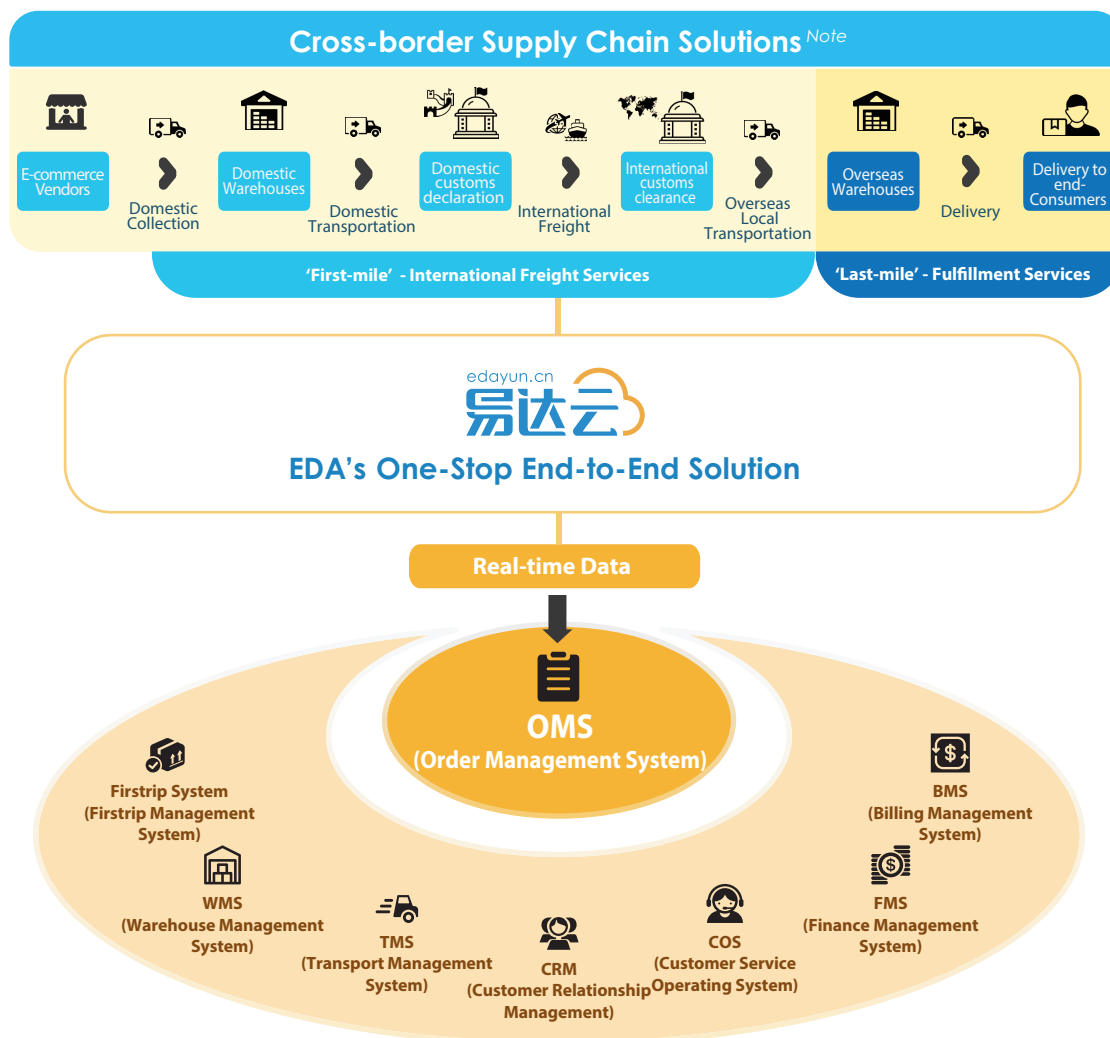 Cross-border Supply Chain Solutions Note
E-commerce
Vendors
Domestic
Collection
Domestic
Warehouses
Domestic
Transportation
Domestic
customs
declaration
International
Freight
International
customs
clearance
Overseas
Local
Transportation
Overseas
Warehouses
Delivery
Delivery to
end-
Consumers
‘First-mile’ - International Freight Services
‘Last-mile’ - Fulfillment Services
edayun.cn
易达云
EDA’s One-Stop End-to-End Solution
Real-time Data
OMS
(Order Management System)
Firstrip System
(Firstrip Management
System)
WMS
(Warehouse Management
System)
TMS
(Transport Management
System)
CRM
(Customer Relationship
Management)
COS
(Customer Service
Operating System)
FMS
(Finance Management
System)
BMS
(Billing Management
System)